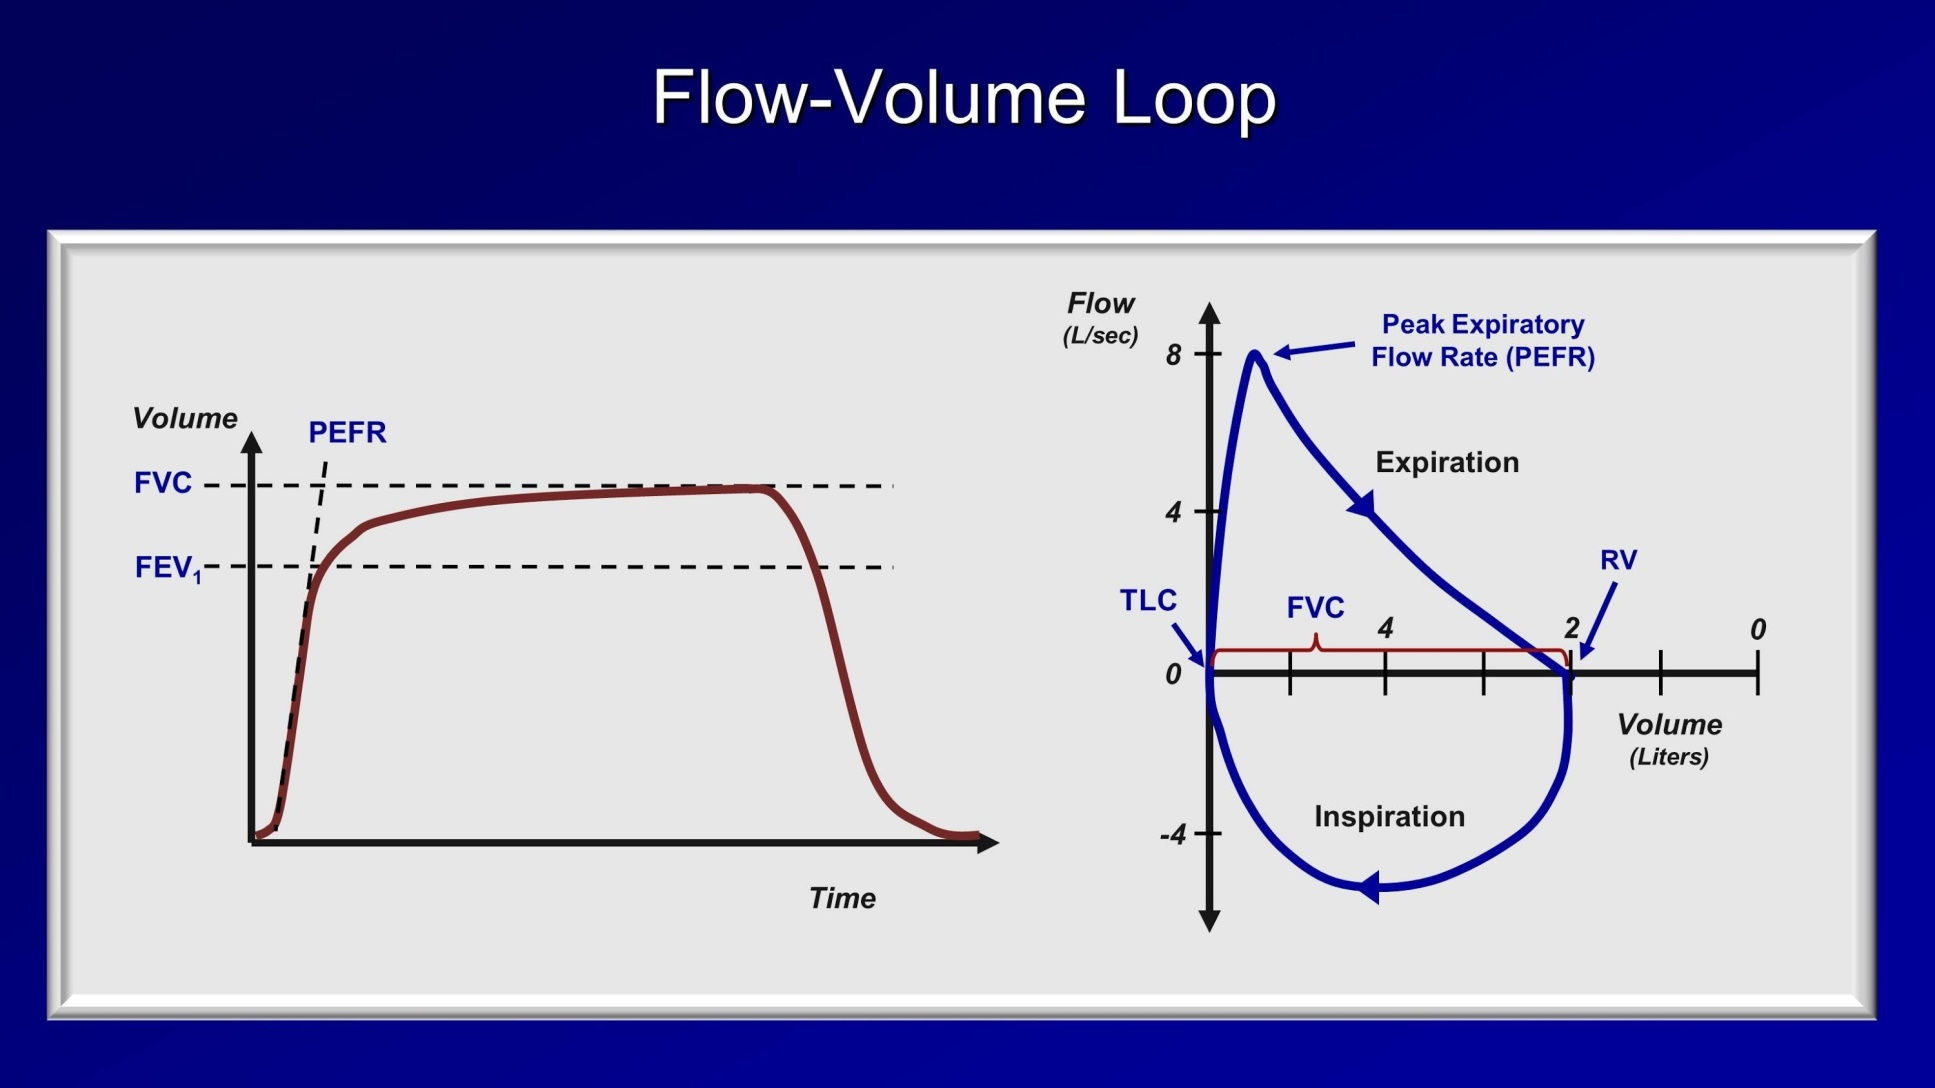 Flow-Volume Loop
Volume
PEFR
FVC
FEV₁
Time
Flow
(L/sec)
8
4
0
-4
Peak Expiratory
Flow Rate (PEFR)
Expiration
RV
TLC
FVC
4
2
0
Volume
(Liters)
Inspiration